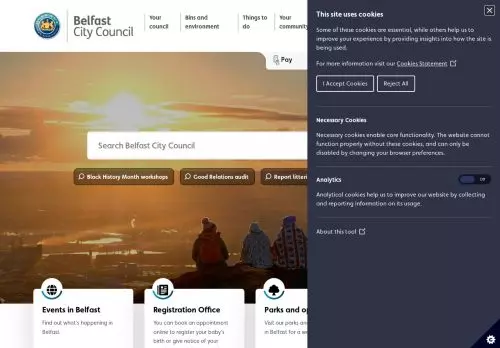 Belfast
City Council
Your
council
Bins and
environment
Things to
do
Your
community
Pay
Search Belfast City Council
Black History Month workshops
Good Relations audit
Report litteri
Events in Belfast
Find out what's happening in
Belfast
Registration Office
You can book an appointment
online to register your baby's
birth or give notice of your
Parks and op
Visit our parks and
in Belfast for a wa
This site uses cookies
Some of these cookies are essential, while others help us to
improve your experience by providing insights into how the site is
being used.
For more information visit our Cookies Statement
I Accept Cookies
Reject All
Necessary Cookies
Necessary cookies enable core functionality. The website cannot
function properly without these cookies, and can only be
disabled by changing your browser preferences.
Analytics
Off
Analytical cookies help us to improve our website by collecting
and reporting information on its usage.
About this tool